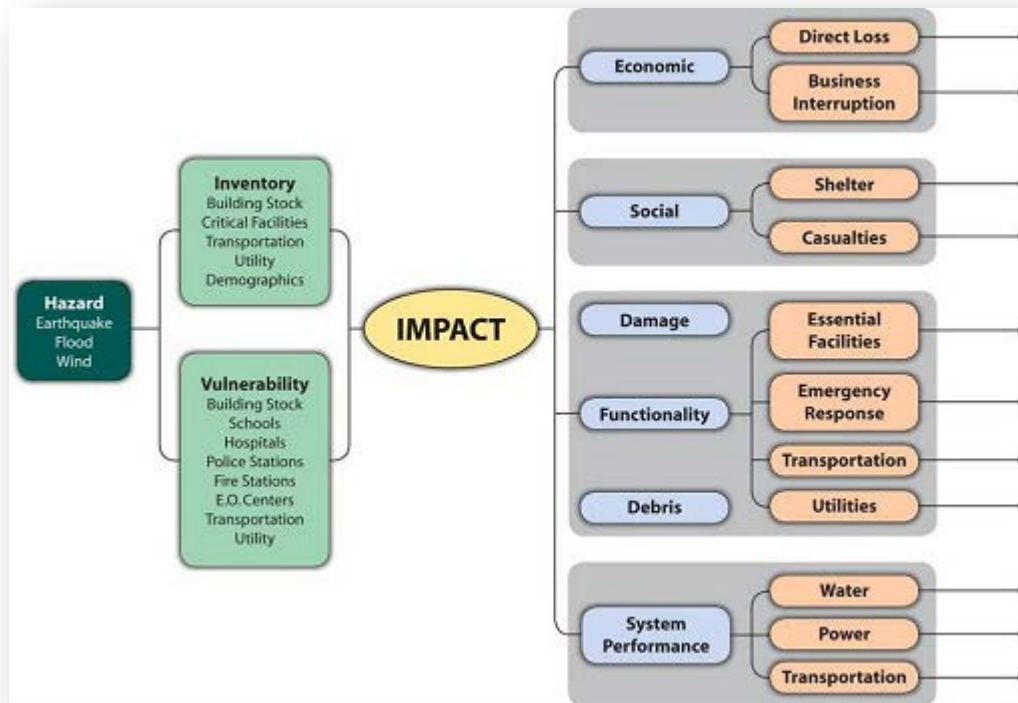 Hazard
Earthquake
Flood
Wind
Inventory
Building Stock
Critical Facilities
Transportation
Utility
Demographics
Vulnerability
Building Stock
Schools
Hospitals
Police Stations
Fire Stations
E.O. Centers
Transportation
Utility
IMPACT
Economic
Direct Loss
Business
Interruption
Social
Shelter
Casualties
Damage
Functionality
Debris
Essential
Facilities
Emergency
Response
Transportation
Utilities
System
Performance
Water
Power
Transportation